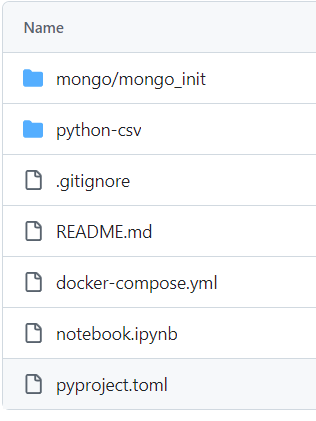 Name
mongo/mongo_init
python-csv
.gitignore
README.md
docker-compose.yml
notebook.ipynb
pyproject.toml